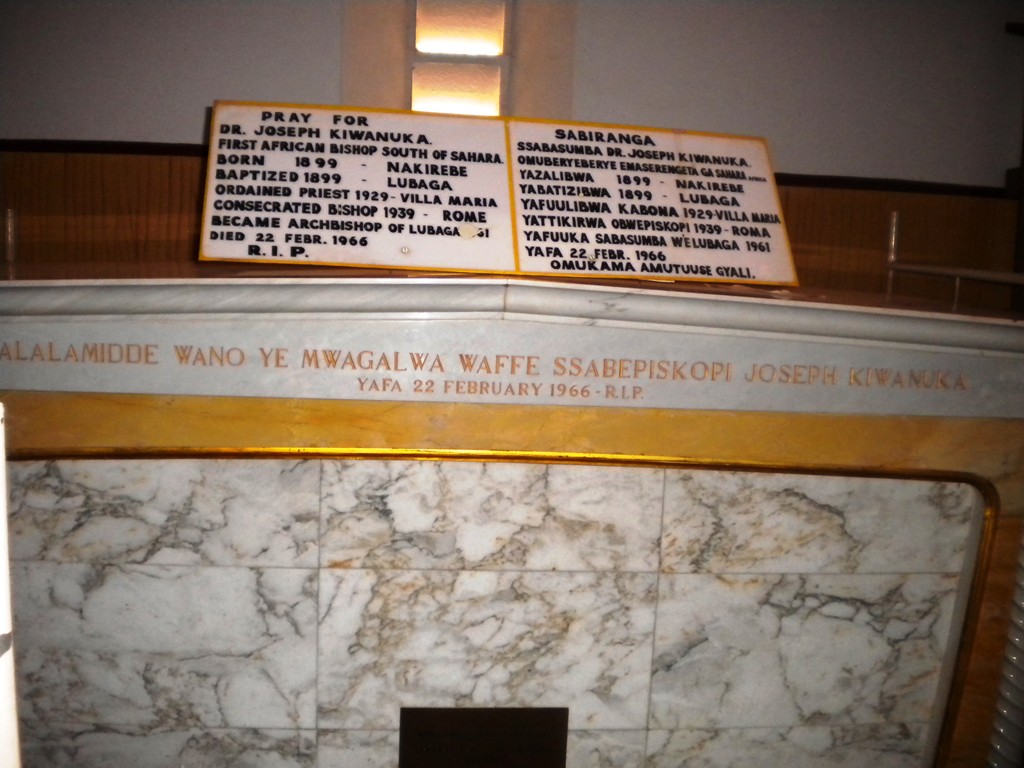 PRAY FOR
DR. JOSEPH KIWANUKA.
FIRST AFRICAN BISHOP SOUTH OF SAHARA.
BORN 1899 - NAKIREBE
BAPTIZED 1899 - LUBAGA
ORDAINED PRIEST 1929 - VILLA MARIA
CONSECRATED BISHOP 1939 - ROME
BECAME ARCHBISHOP OF LUBAGA
DIED 22 FEBR. 1966
R. I. P.
SABIRANGA
SSABASUMBA DR. JOSEPH KIWANUKA.
OMUBERYEBERYE EMASERENGETA GA SAHARA AFRICA
YAZALIBWA 1899 - NAKIREBE
YABATIZIBWA 1899 - LUBAGA
YAFUULIBWA KABONA 1929-VILLA MARIA
YATTIKIRWA OBWEPISKOPI 1939-ROMA
YAFUUKA SABASUMBA W'E LUBAGA 1961
YAFA 22 FEBR. 1966
OMUKAMA AMUTUUSE GYALI.
ALALAMIDDE WANO YE MWAGALWA WAFFE SSABEPISKOPI JOSEPH KIWANUKA
YAFA 22 FEBRUARY 1966 - R.I.P.